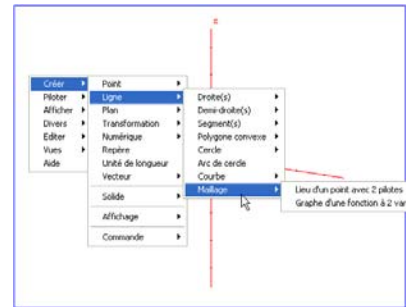 Créer
Piloter
Afficher
Divers
Editer
Vues
Aide
Point
Ligne
Plan
Transformation
Numérique
Repère
Unité de longueur
Vecteur
Solide
Affichage
Commande
Droite(s)
Demi-droite(s)
Segment(s)
Polygone convexe
Cercle
Arc de cercle
Courbe
Maillage
Lieu d'un point avec 2 pilotes
Graphe d'une fonction à 2 var